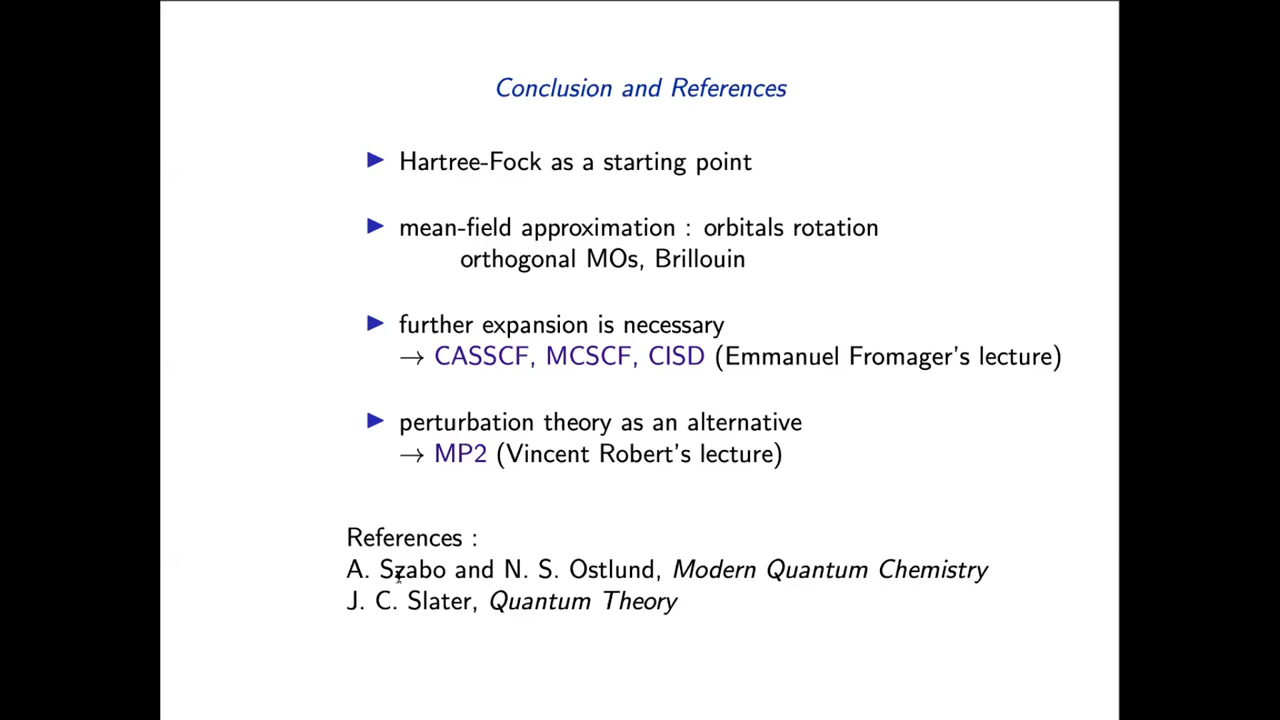 Conclusion and References
▶ Hartree-Fock as a starting point
▶ mean-field approximation : orbitals rotation
orthogonal MOs, Brillouin
▶ further expansion is necessary
→ CASSCF, MCSCF, CISD (Emmanuel Fromager's lecture)
▶ perturbation theory as an alternative
→ MP2 (Vincent Robert's lecture)
References :
A. Szabo and N. S. Ostlund, Modern Quantum Chemistry
J. C. Slater, Quantum Theory